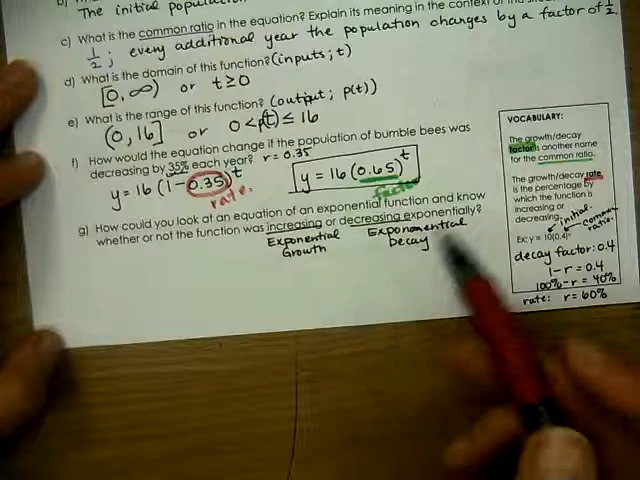 The initial populat
c) What is the common ratio in the equation? Explain its meaning in the context of the
1/2 ; every additional year the population changes by a factor of 1/2.
d) What is the domain of this function? (inputs; t)
[0, ∞) or t ≥ 0
e) What is the range of this function? (output; p(t))
(0, 16] or 0 < p(t) ≤ 16
f) How would the equation change if the population of bumble bees was
decreasing by 35% each year? r = 0.35
y = 16 (1 - 0.35)^t
rate.
y = 16 (0.65)^t
factor
g) How could you look at an equation of an exponential function and know
whether or not the function was increasing or decreasing exponentially?
Exponential Growth
Exponential Decay
VOCABULARY:
The growth/decay
factor is another name
for the common ratio.
The growth/decay rate
is the percentage by
which the function is
increasing or
decreasing.
initial.
common ratio.
Ex: y = 10(0.4)ˣ
decay factor: 0.4
1 - r = 0.4
100% - r = 40%
rate: r = 60%